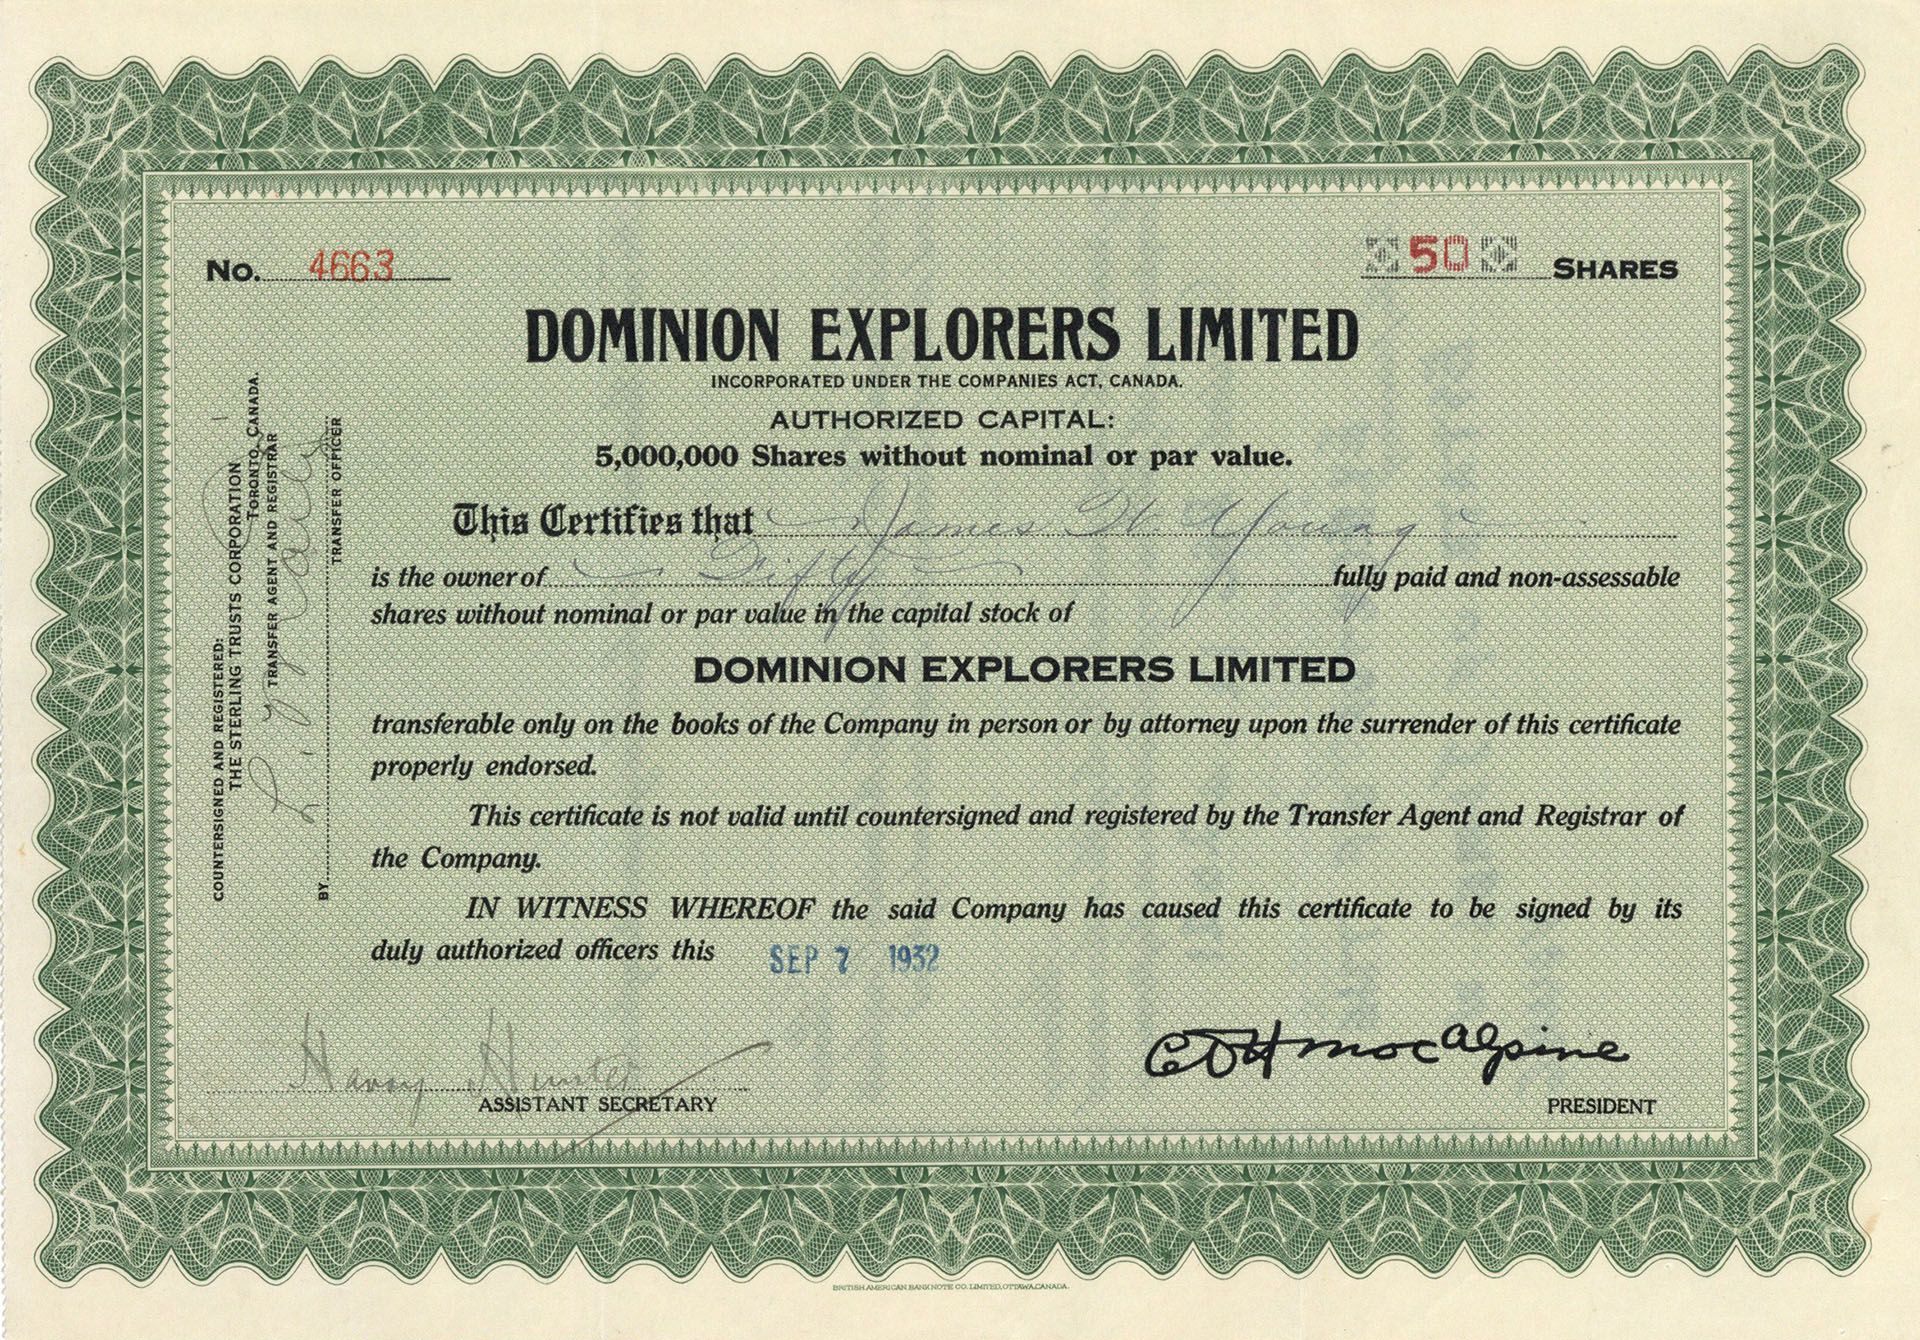 No. 4663
50 SHARES
DOMINION EXPLORERS LIMITED
INCORPORATED UNDER THE COMPANIES ACT, CANADA.
AUTHORIZED CAPITAL:
5,000,000 Shares without nominal or par value.
This Certifies that James W. Young
is the owner of Fifty fully paid and non-assessable
shares without nominal or par value in the capital stock of
DOMINION EXPLORERS LIMITED
transferable only on the books of the Company in person or by attorney upon the surrender of this certificate
properly endorsed.
This certificate is not valid until countersigned and registered by the Transfer Agent and Registrar of
the Company.
IN WITNESS WHEREOF the said Company has caused this certificate to be signed by its
duly authorized officers this SEP 7 1932
Harry Hunter
ASSISTANT SECRETARY
CDH MacAlpine
PRESIDENT
COUNTERSIGNED AND REGISTERED:
THE STERLING TRUSTS CORPORATION
TORONTO, CANADA.
TRANSFER AGENT AND REGISTRAR
BY
TRANSFER OFFICER
BRITISH AMERICAN BANK NOTE CO. LIMITED, OTTAWA, CANADA.